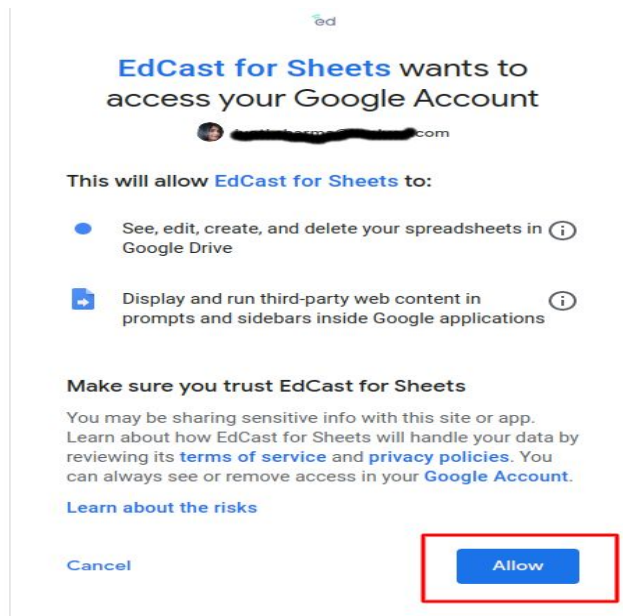 ed
EdCast for Sheets wants to
access your Google Account
com
This will allow EdCast for Sheets to:
See, edit, create, and delete your spreadsheets in
Google Drive
Display and run third-party web content in
prompts and sidebars inside Google applications
Make sure you trust EdCast for Sheets
You may be sharing sensitive info with this site or app.
Learn about how EdCast for Sheets will handle your data by
reviewing its terms of service and privacy policies. You
can always see or remove access in your Google Account.
Learn about the risks
Cancel
Allow